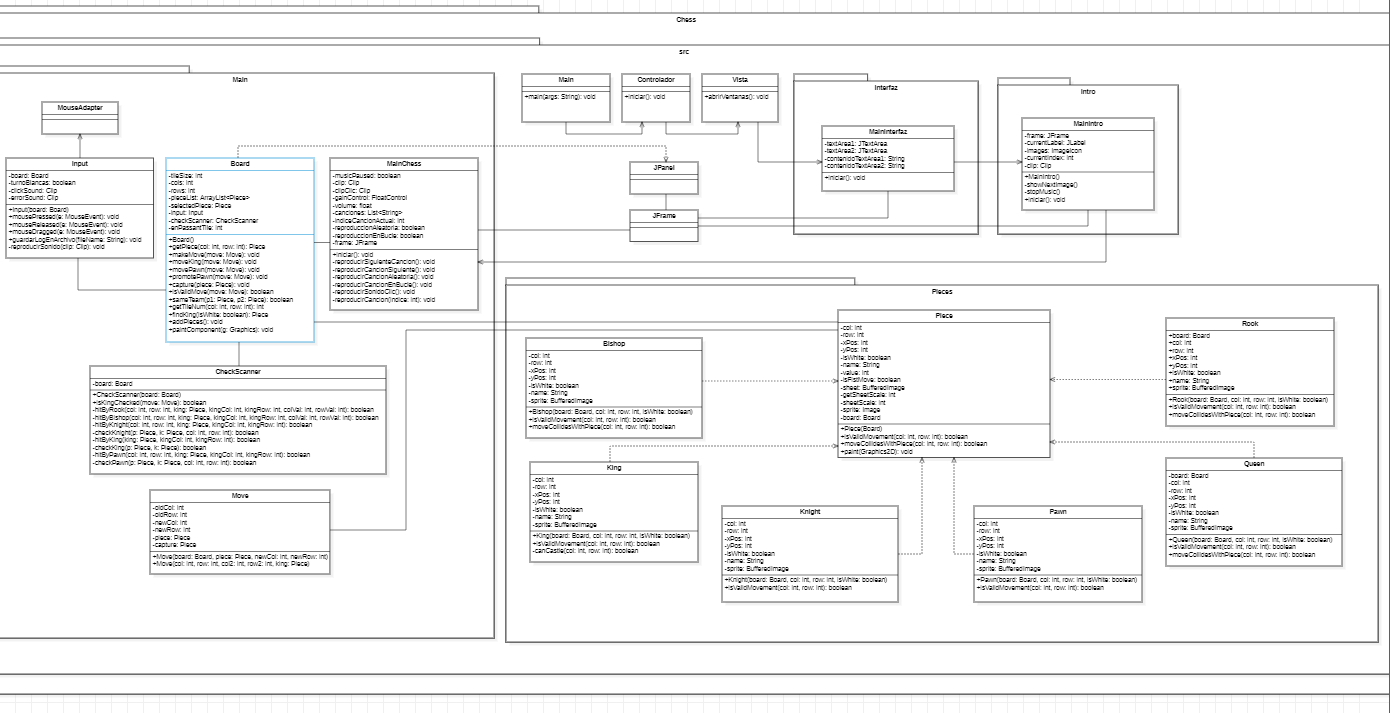 Chess
src
Main
MouseAdapter
Input
-board: Board
-turnoBlancas: boolean
-clickSound: Clip
-errorSound: Clip
+Input(board: Board)
+mousePressed(e: MouseEvent): void
+mouseReleased(e: MouseEvent): void
+mouseDragged(e: MouseEvent): void
+guardarLogEnArchivo(fileName: String): void
-reproducirSonido(clip: Clip): void
Board
-tileSize: int
-cols: int
-rows: int
-pieceList: ArrayList<Piece>
-selectedPiece: Piece
-input: Input
-checkScanner: CheckScanner
-enPassantTile: int
+Board()
+getPiece(col: int, row: int): Piece
+makeMove(move: Move): void
+moveKing(move: Move): void
+movePawn(move: Move): void
+promotePawn(move: Move): void
+capture(piece: Piece): void
+isValidMove(move: Move): boolean
+sameTeam(p1: Piece, p2: Piece): boolean
+getTileNum(col: int, row: int): int
+findKing(isWhite: boolean): Piece
+addPieces(): void
+paintComponent(g: Graphics): void
MainChess
-musicPaused: boolean
-clip: Clip
-clipClic: Clip
-gainControl: FloatControl
-volume: float
-canciones: List<String>
-indiceCancionActual: int
-reproduccionAleatoria: boolean
-reproduccionEnBucle: boolean
-frame: JFrame
+iniciar(): void
-reproducirSiguienteCancion(): void
-reproducirCancionSiguiente(): void
-reproducirCancionAleatoria(): void
-reproducirCancionEnBucle(): void
-reproducirSonidoClic(): void
-reproducirCancion(indice: int): void
CheckScanner
-board: Board
+CheckScanner(board: Board)
+isKingChecked(move: Move): boolean
-hitByRook(col: int, row: int, king: Piece, kingCol: int, kingRow: int, colVal: int, rowVal: int): boolean
-hitByBishop(col: int, row: int, king: Piece, kingCol: int, kingRow: int, colVal: int, rowVal: int): boolean
-hitByKnight(col: int, row: int, king: Piece, kingCol: int, kingRow: int): boolean
-checkKnight(p: Piece, k: Piece, col: int, row: int): boolean
-hitByKing(king: Piece, kingCol: int, kingRow: int): boolean
-checkKing(p: Piece, k: Piece): boolean
-hitByPawn(col: int, row: int, king: Piece, kingCol: int, kingRow: int): boolean
-checkPawn(p: Piece, k: Piece, col: int, row: int): boolean
Move
-oldCol: int
-oldRow: int
-newCol: int
-newRow: int
-piece: Piece
-capture: Piece
+Move(board: Board, piece: Piece, newCol: int, newRow: int)
+Move(col: int, row: int, col2: int, row2: int, king: Piece)
Main
+main(args: String): void
Controlador
+iniciar(): void
Vista
+abrirVentanas(): void
JPanel
JFrame
Interfaz
MainInterfaz
-textArea1: JTextArea
-textArea2: JTextArea
-contenidoTextArea1: String
-contenidoTextArea2: String
+iniciar(): void
Intro
MainIntro
-frame: JFrame
-currentLabel: JLabel
-images: ImageIcon
-currentIndex: int
-clip: Clip
+MainIntro()
-showNextImage()
-stopMusic()
+iniciar(): void
Pieces
Bishop
-col: int
-row: int
-xPos: int
-yPos: int
-isWhite: boolean
-name: String
-sprite: BufferedImage
+Bishop(board: Board, col: int, row: int, isWhite: boolean)
+isValidMovement(col: int, row: int): boolean
+moveCollidesWithPiece(col: int, row: int): boolean
King
-col: int
-row: int
-xPos: int
-yPos: int
-isWhite: boolean
-name: String
-sprite: BufferedImage
+King(board: Board, col: int, row: int, isWhite: boolean)
+isValidMovement(col: int, row: int): boolean
-canCastle(col: int, row: int): boolean
Piece
-col: int
-row: int
-xPos: int
-yPos: int
-isWhite: boolean
-name: String
-value: int
-isFistMove: boolean
-sheet: BufferedImage
-getSheetScale: int
-sheetScale: int
-sprite: Image
-board: Board
+Piece(Board)
+isValidMovement(col: int, row: int): boolean
+moveCollidesWithPiece(col: int, row: int): boolean
+paint(Graphics2D): void
Knight
-col: int
-row: int
-xPos: int
-yPos: int
-isWhite: boolean
-name: String
-sprite: BufferedImage
+Knight(board: Board, col: int, row: int, isWhite: boolean)
+isValidMovement(col: int, row: int): boolean
Pawn
-col: int
-row: int
-xPos: int
-yPos: int
-isWhite: boolean
-name: String
-sprite: BufferedImage
+Pawn(board: Board, col: int, row: int, isWhite: boolean)
+isValidMovement(col: int, row: int): boolean
Rook
+board: Board
+col: int
+row: int
+xPos: int
+yPos: int
+isWhite: boolean
+name: String
+sprite: BufferedImage
+Rook(board: Board, col: int, row: int, isWhite: boolean)
+isValidMovement(col: int, row: int): boolean
+moveCollidesWithPiece(col: int, row: int): boolean
Queen
-board: Board
-col: int
-row: int
-xPos: int
-yPos: int
-isWhite: boolean
-name: String
-sprite: BufferedImage
+Queen(board: Board, col: int, row: int, isWhite: boolean)
+isValidMovement(col: int, row: int): boolean
+moveCollidesWithPiece(col: int, row: int): boolean